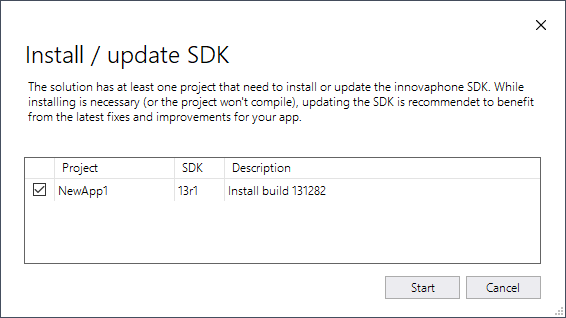 Install / update SDK
The solution has at least one project that need to install or update the innovaphone SDK. While
installing is necessary (or the project won't compile), updating the SDK is recommendet to benefit
from the latest fixes and improvements for your app.
Project SDK Description
NewApp1 13r1 Install build 131282
Start Cancel